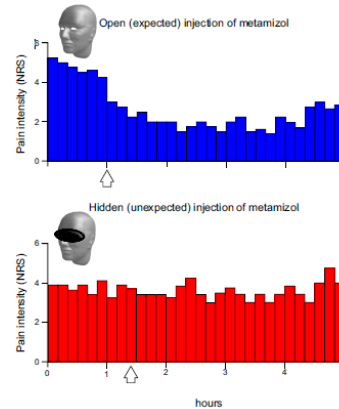 Open (expected) injection of metamizol
Pain intensity (NRS)
4
2
0
Hidden (unexpected) injection of metamizol
Pain intensity (NRS)
6
4
2
0
0
1
2
3
4
hours